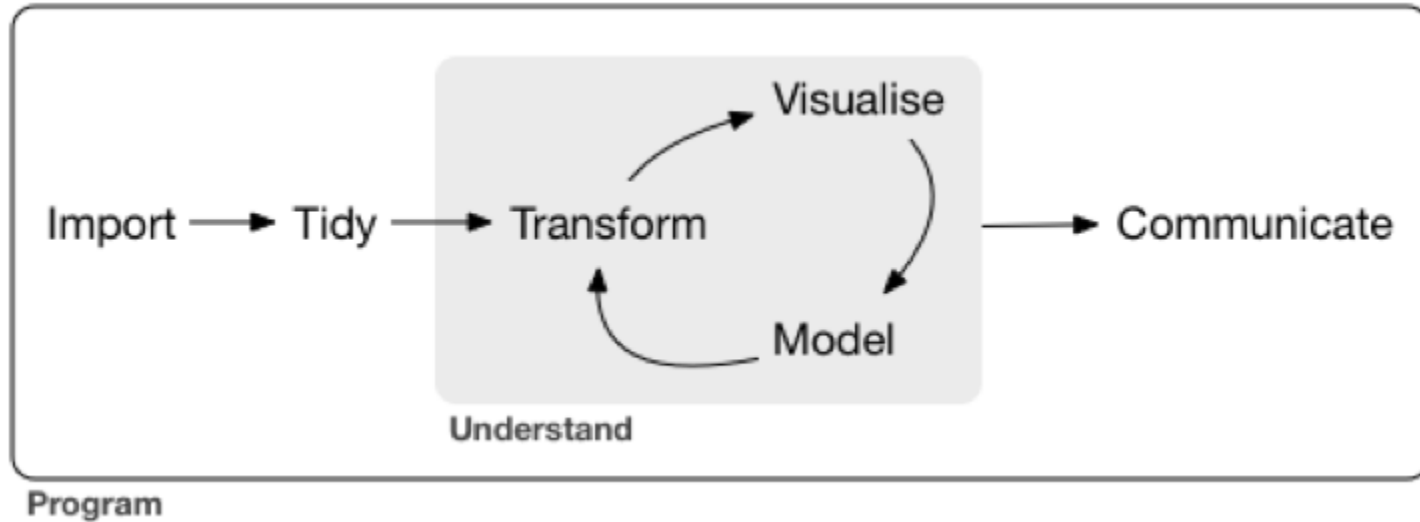 Visualise
Import
Tidy
Transform
Communicate
Model
Understand
Program